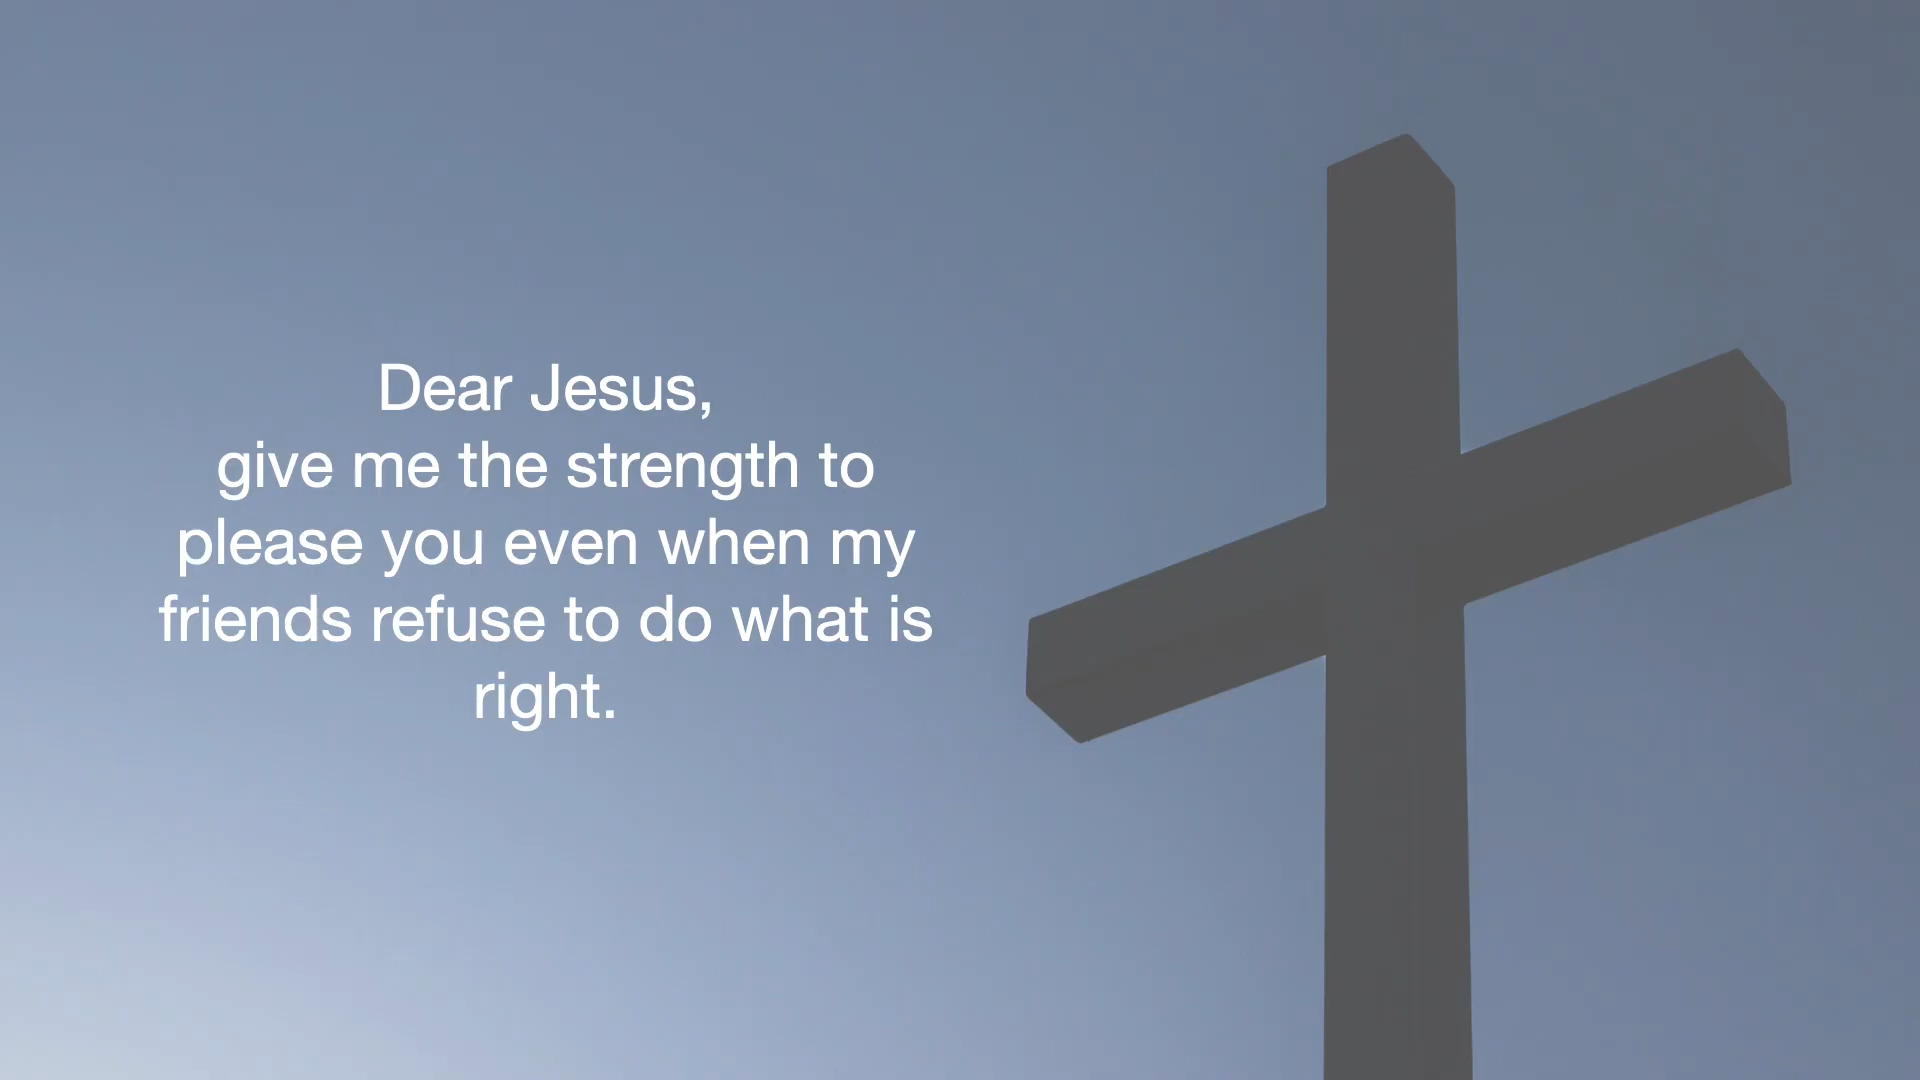 Dear Jesus,
give me the strength to
please you even when my
friends refuse to do what is
right.